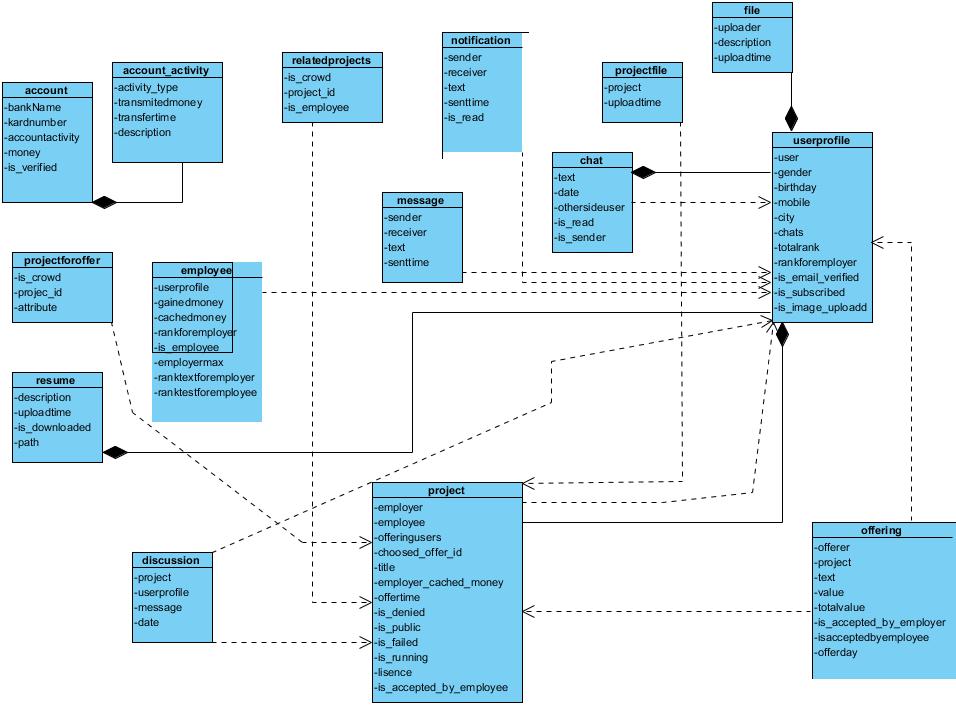 file
-uploader
-description
-uploadtime
notification
-sender
-receiver
-text
-senttime
-is_read
relatedprojects
-is_crowd
-project_id
-is_employee
account_activity
-activity_type
-transmitedmoney
-transfertime
-description
projectfile
-project
-uploadtime
account
-bankName
-kardnumber
-accountactivity
-money
-is_verified
userprofile
-user
-gender
-birthday
-mobile
-city
-chats
-totalrank
-rankforemployer
-is_email_verified
-is_subscribed
-is_image_uploadd
chat
-text
-date
-othersideuser
-is_read
-is_sender
message
-sender
-receiver
-text
-senttime
projectforoffer
-is_crowd
-projec_id
-attribute
employee
-userprofile
-gainedmoney
-cachedmoney
-rankforemployer
-is_employee
-employermax
-ranktextforemployer
-ranktestforemployee
resume
-description
-uploadtime
-is_downloaded
-path
project
-employer
-employee
-offeringusers
-choosed_offer_id
-title
-employer_cached_money
-offertime
-is_denied
-is_public
-is_failed
-is_running
-lisence
-is_accepted_by_employee
offering
-offerer
-project
-text
-value
-totalvalue
-is_accepted_by_employer
-isacceptedbyemployee
-offerday
discussion
-project
-userprofile
-message
-date